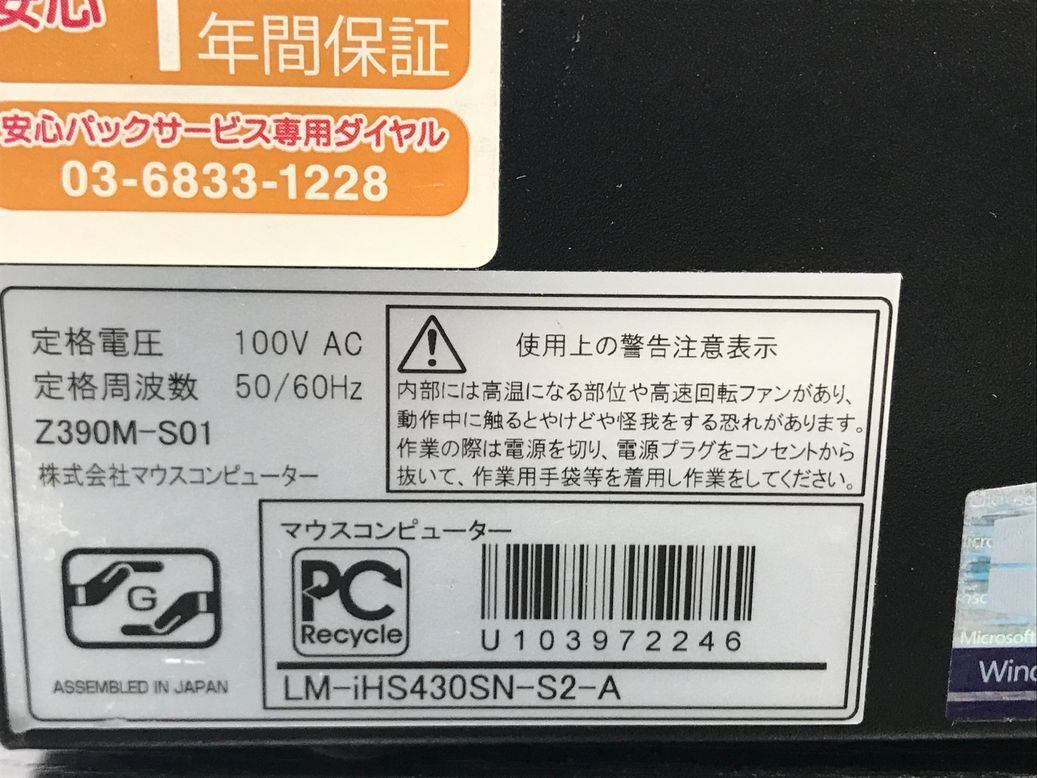 安心
1
年間保証
安心パックサービス専用ダイヤル
03-6833-1228
定格電圧 100V AC
定格周波数 50/60Hz
Z390M-S01
株式会社マウスコンピューター
使用上の警告注意表示
内部には高温になる部位や高速回転ファンがあり、
動作中に触るとやけどや怪我をする恐れがあります。
作業の際は電源を切り、電源プラグをコンセントから
抜いて、作業用手袋等を着用し作業をしてください。
G
ASSEMBLED IN JAPAN
マウスコンピューター
PC
Recycle
U103972246
LM-iHS430SN-S2-A
Microsoft